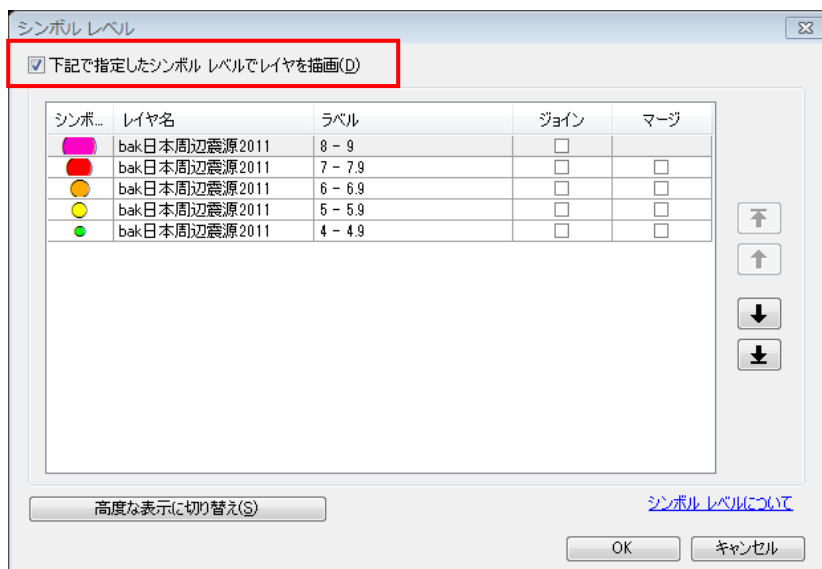 シンボル レベル
下記で指定したシンボル レベルでレイヤを描画(D)
シンボ... レイヤ名 ラベル ジョイン マージ
bak日本周辺震源2011 8 - 9
bak日本周辺震源2011 7 - 7.9
bak日本周辺震源2011 6 - 6.9
bak日本周辺震源2011 5 - 5.9
bak日本周辺震源2011 4 - 4.9
高度な表示に切り替え(S) シンボル レベルについて
OK キャンセル